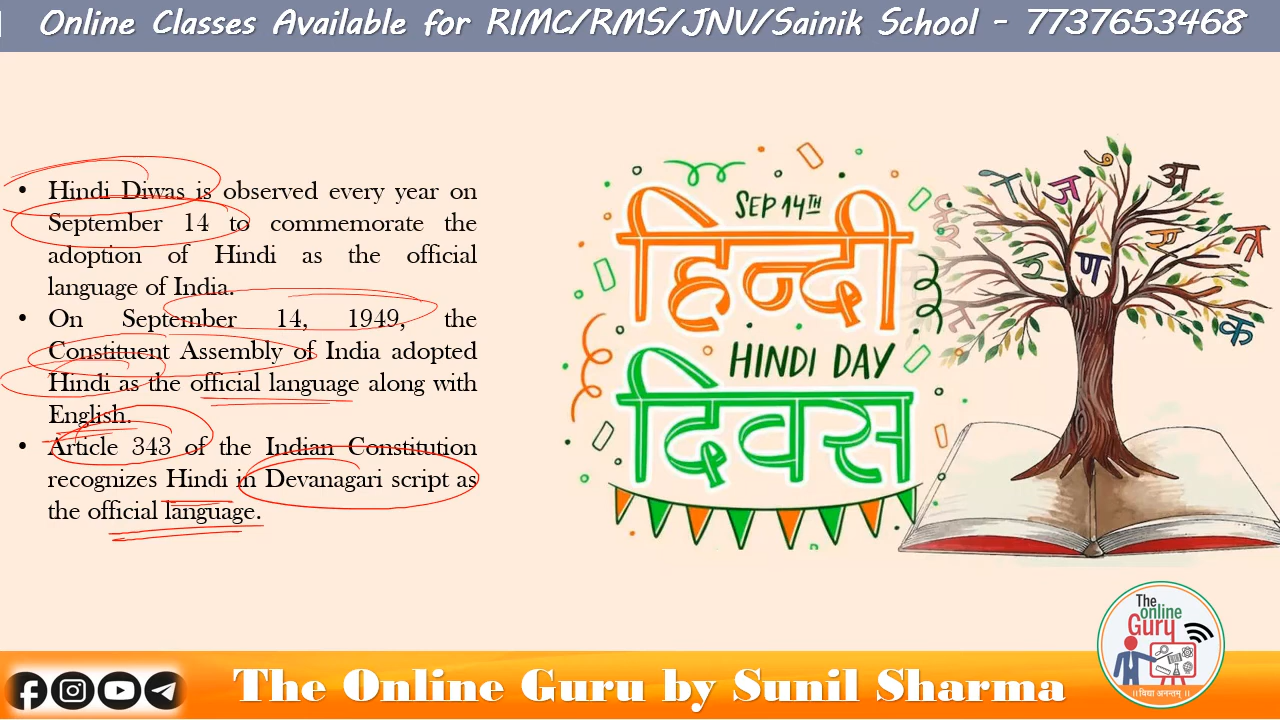 Online Classes Available for RIMC/RMS/JNV/Sainik School - 7737653468
• Hindi Diwas is observed every year on
September 14 to commemorate the
adoption of Hindi as the official
language of India.
• On September 14, 1949, the
Constituent Assembly of India adopted
Hindi as the official language along with
English.
• Article 343 of the Indian Constitution
recognizes Hindi in Devanagari script as
the official language.
SEP 14TH
हिन्दी
HINDI DAY
दिवस
ज
अ
ण
त
क
The
online
Guru
।। विद्या अनन्तम् ।।
The Online Guru by Sunil Sharma